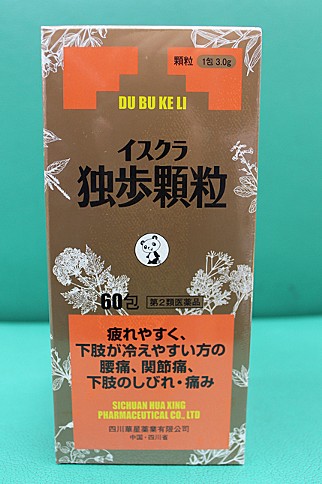 顆粒 1包 3.0g
DU BU KE LI
イスクラ
独歩顆粒
60包 第2類医薬品
疲れやすく、
下肢が冷えやすい方の
腰痛、関節痛、
下肢のしびれ・痛み
SICHUAN HUA XING
PHARMACEUTICAL CO., LTD
四川華星薬業有限公司
中国・四川省